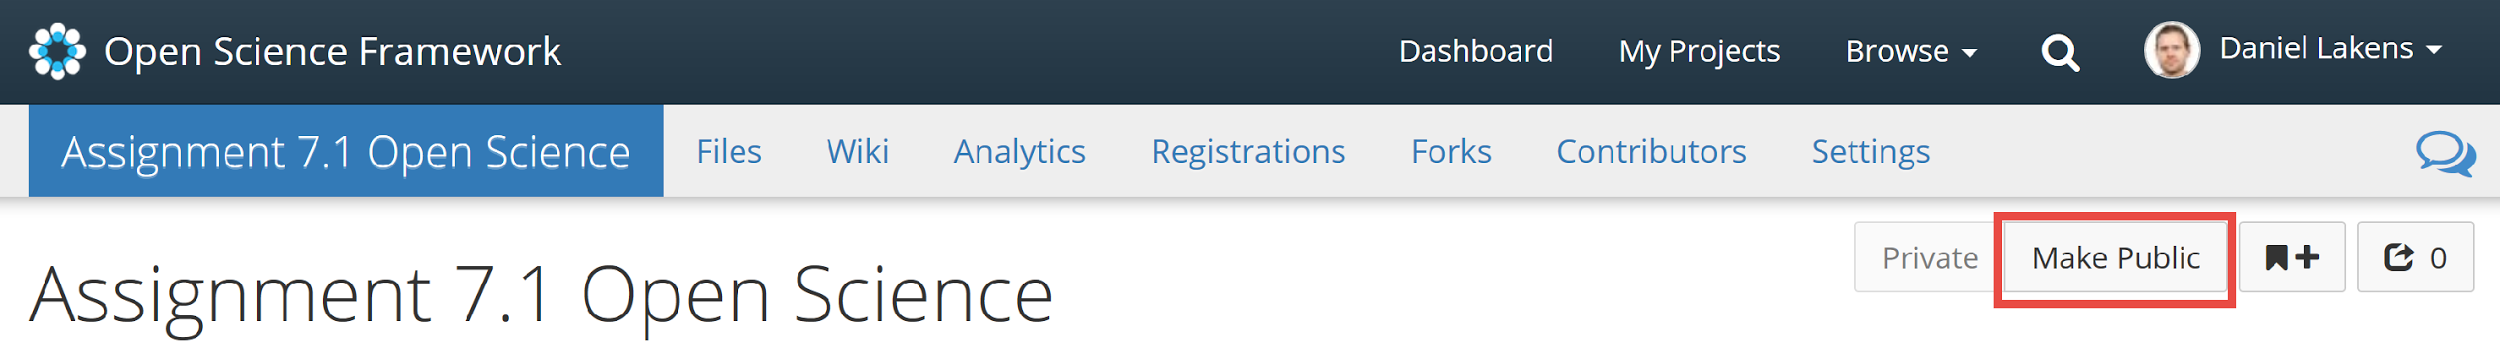 Open Science Framework Dashboard My Projects Browse Daniel Lakens
Assignment 7.1 Open Science Files Wiki Analytics Registrations Forks Contributors Settings
Private Make Public 0
Assignment 7.1 Open Science